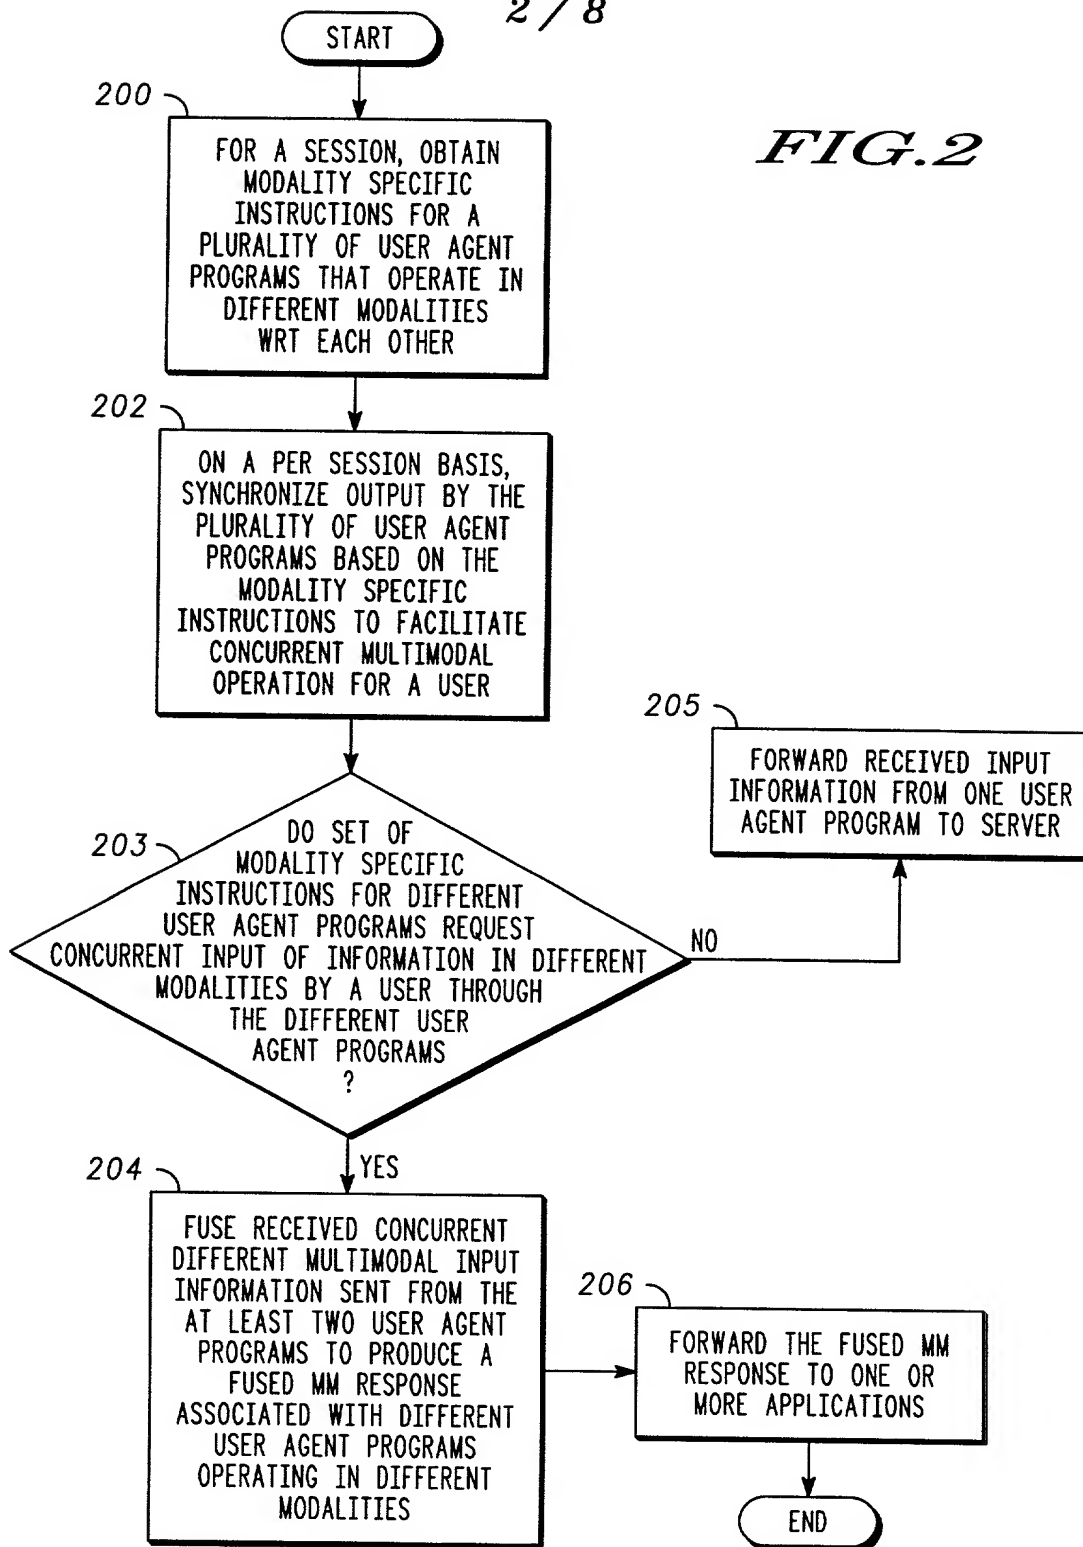 2/8
START
FIG.2
200
FOR A SESSION, OBTAIN
MODALITY SPECIFIC
INSTRUCTIONS FOR A
PLURALITY OF USER AGENT
PROGRAMS THAT OPERATE IN
DIFFERENT MODALITIES
WRT EACH OTHER
202
ON A PER SESSION BASIS,
SYNCHRONIZE OUTPUT BY THE
PLURALITY OF USER AGENT
PROGRAMS BASED ON THE
MODALITY SPECIFIC
INSTRUCTIONS TO FACILITATE
CONCURRENT MULTIMODAL
OPERATION FOR A USER
203
DO SET OF
MODALITY SPECIFIC
INSTRUCTIONS FOR DIFFERENT
USER AGENT PROGRAMS REQUEST
CONCURRENT INPUT OF INFORMATION IN DIFFERENT
MODALITIES BY A USER THROUGH
THE DIFFERENT USER
AGENT PROGRAMS
?
NO
205
FORWARD RECEIVED INPUT
INFORMATION FROM ONE USER
AGENT PROGRAM TO SERVER
YES
204
FUSE RECEIVED CONCURRENT
DIFFERENT MULTIMODAL INPUT
INFORMATION SENT FROM THE
AT LEAST TWO USER AGENT
PROGRAMS TO PRODUCE A
FUSED MM RESPONSE
ASSOCIATED WITH DIFFERENT
USER AGENT PROGRAMS
OPERATING IN DIFFERENT
MODALITIES
206
FORWARD THE FUSED MM
RESPONSE TO ONE OR
MORE APPLICATIONS
END